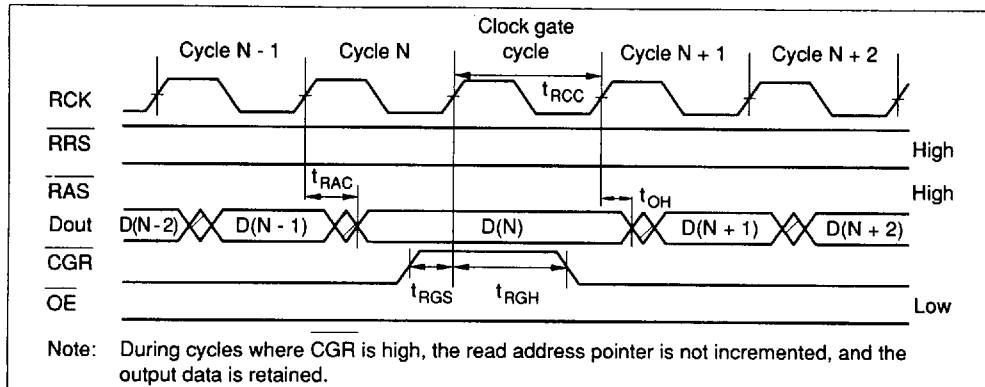 Clock gate
Cycle N - 1 Cycle N cycle Cycle N + 1 Cycle N + 2
RCK tRCC
RRS High
RAS tRAC tOH High
Dout D(N - 2) D(N - 1) D(N) D(N + 1) D(N + 2)
CGR
tRGS tRGH
OE Low
Note: During cycles where CGR is high, the read address pointer is not incremented, and the
output data is retained.